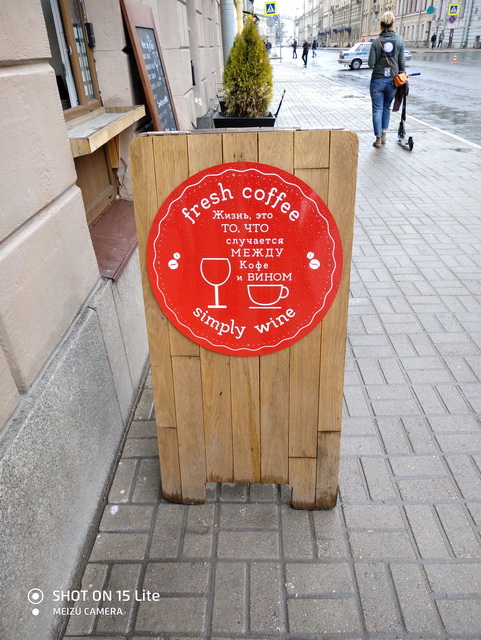 fresh coffee
Жизнь, это
ТО, ЧТО
случается
МЕЖДУ
Кофе
и ВИНОМ
simply wine
SHOT ON 15 Lite
MEIZU CAMERA